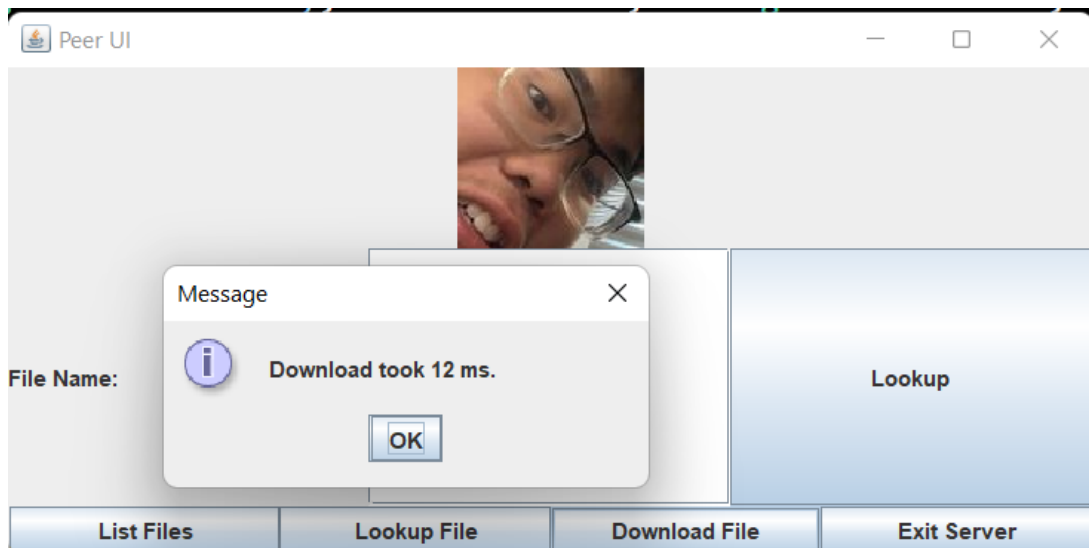 Peer UI
Message
Download took 12 ms.
File Name:
Lookup
OK
List Files
Lookup File
Download File
Exit Server